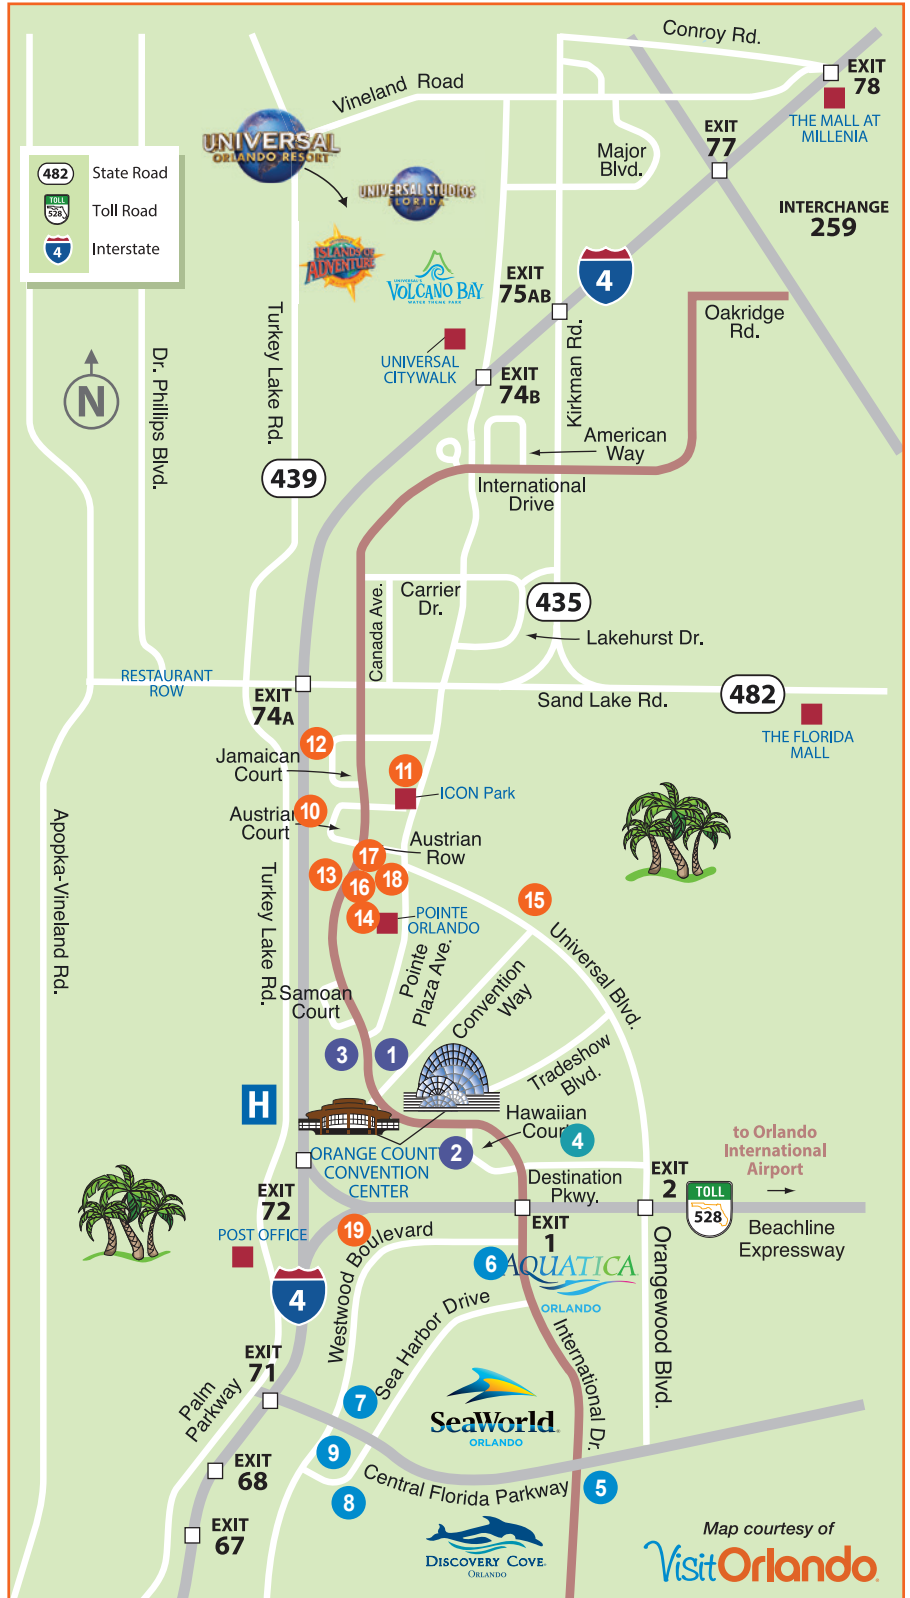 Conroy Rd.
EXIT
78
THE MALL AT
MILLENIA
Vineland Road
UNIVERSAL
ORLANDO RESORT
EXIT
77
Major
Blvd.
482 State Road
TOLL
528
Toll Road
4 Interstate
UNIVERSAL STUDIOS
FLORIDA
INTERCHANGE
259
ISLANDS OF
ADVENTURE
UNIVERSAL'S
VOLCANO BAY
WATER THEME PARK
EXIT
75AB
4
Oakridge
Rd.
Turkey Lake Rd.
Dr. Phillips Blvd.
Kirkman Rd.
UNIVERSAL
CITYWALK
EXIT
74B
N
American
Way
439
International
Drive
Canada Ave.
Carrier
Dr.
435
Lakehurst Dr.
RESTAURANT
ROW
EXIT
74A
Sand Lake Rd.
482
THE FLORIDA
MALL
12
Jamaican
Court
11
ICON Park
10
Austrian
Court
Austrian
Row
17
13
16
18
15
14
POINTE
ORLANDO
Apopka-Vineland Rd.
Turkey Lake Rd.
Pointe
Plaza Ave.
Convention
Way
Universal Blvd.
Samoan
Court
3
1
Tradeshow
Blvd.
H
Hawaiian
Court
4
2
ORANGE COUNTY
CONVENTION
CENTER
to Orlando
International
Airport
EXIT
2
TOLL
528
Destination
Pkwy.
EXIT
72
EXIT
1
Beachline
Expressway
POST OFFICE
19
Westwood Boulevard
6
AQUATICA
ORLANDO
4
Orangewood Blvd.
Sea Harbor Drive
International Dr.
EXIT
71
Palm
Parkway
7
SeaWorld
ORLANDO
9
EXIT
68
Central Florida Parkway
5
8
EXIT
67
DISCOVERY COVE
ORLANDO
Map courtesy of
VisitOrlando